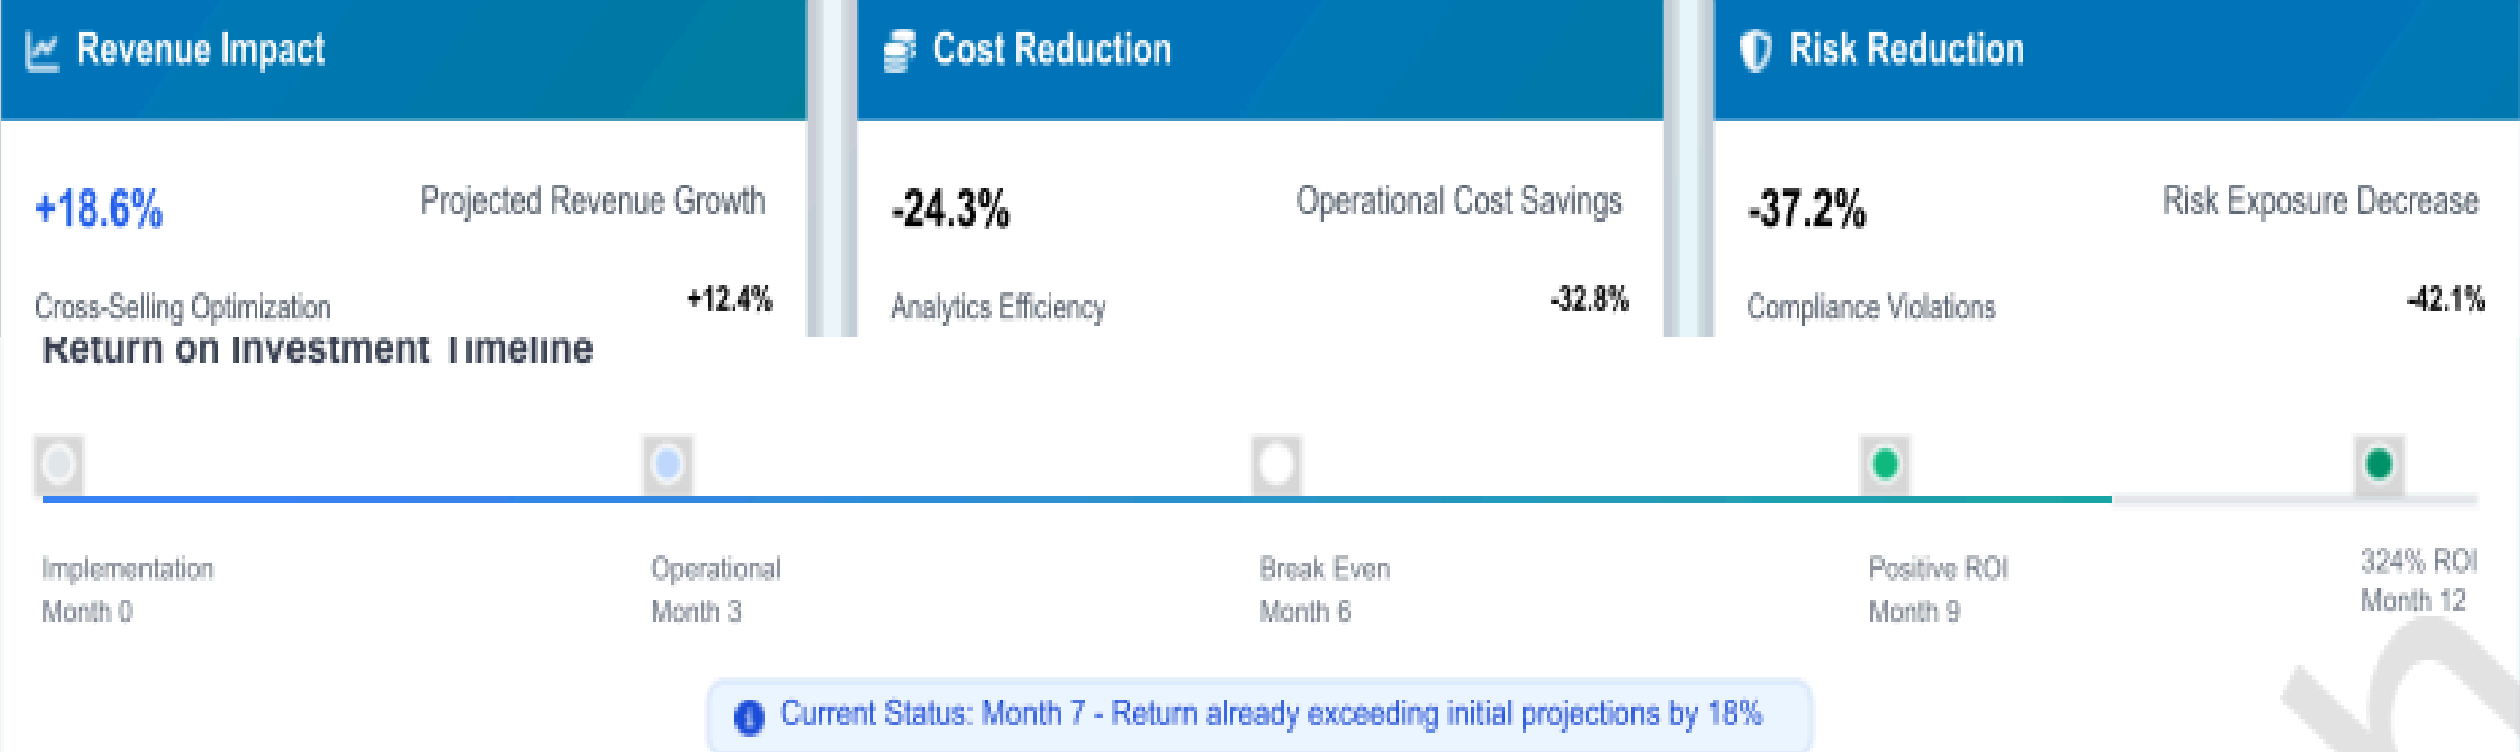 Revenue Impact
Cost Reduction
Risk Reduction
+18.6%
Projected Revenue Growth
-24.3%
Operational Cost Savings
-37.2%
Risk Exposure Decrease
Cross-Selling Optimization
+12.4%
Analytics Efficiency
-32.8%
Compliance Violations
-42.1%
Return on Investment Timeline
Implementation
Month 0
Operational
Month 3
Break Even
Month 6
Positive ROI
Month 9
324% ROI
Month 12
Current Status: Month 7 - Return already exceeding initial projections by 18%